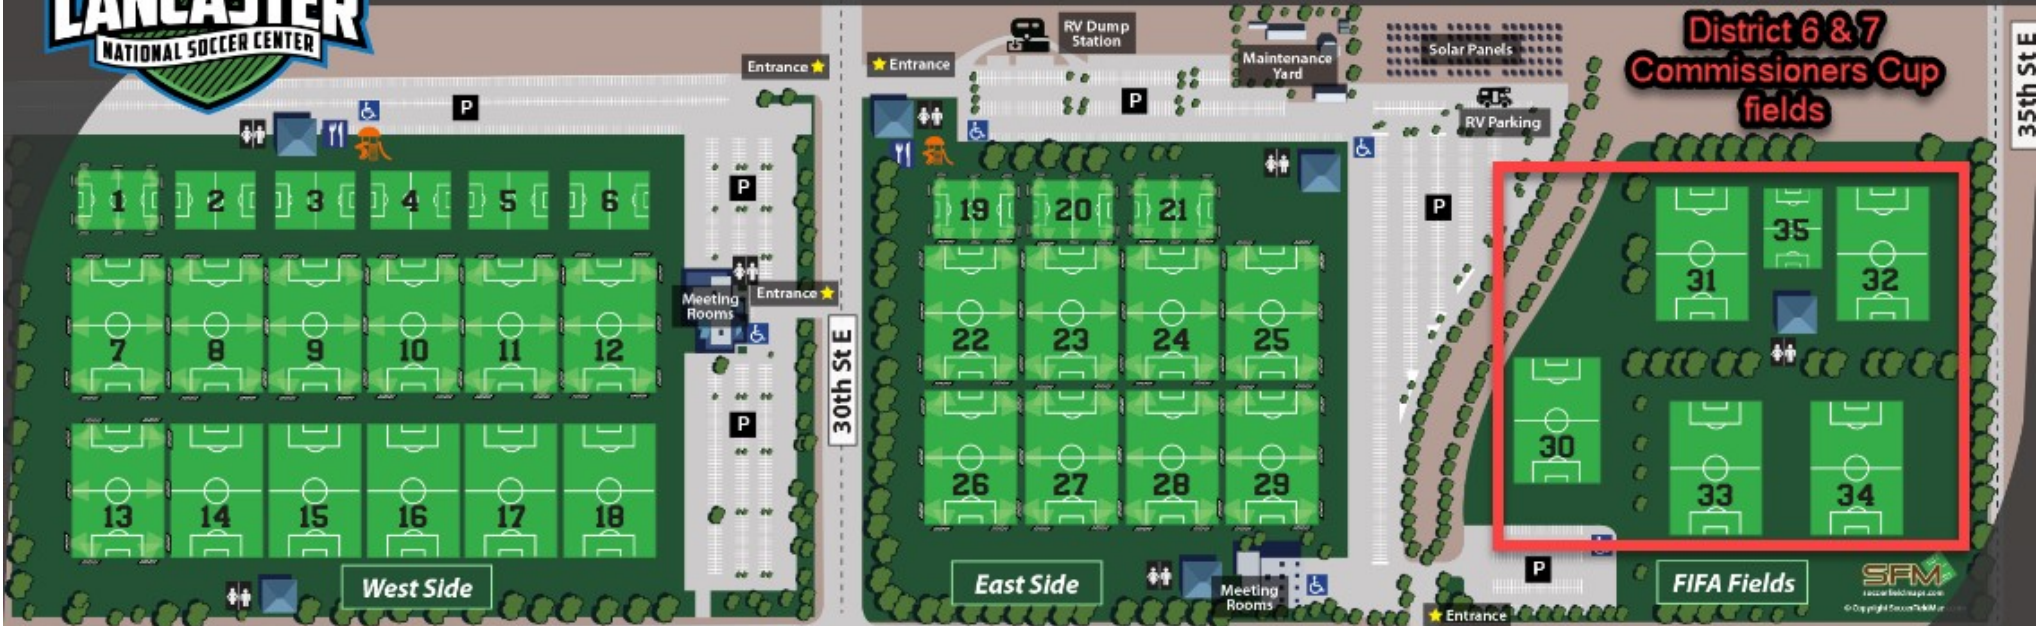 LANCASTER
NATIONAL SOCCER CENTER
Entrance
Entrance
RV Dump
Station
Maintenance
Yard
Solar Panels
District 6 & 7
Commissioners Cup
fields
35th St E
P
P
RV Parking
P
P
1
2
3
4
5
6
19
20
21
31
35
32
Meeting
Rooms
Entrance
7
8
9
10
11
12
30th St E
22
23
24
25
30
P
13
14
15
16
17
18
26
27
28
29
33
34
P
West Side
East Side
Meeting
Rooms
FIFA Fields
SFM
soccerfieldmaps.com
© Copyright
Entrance